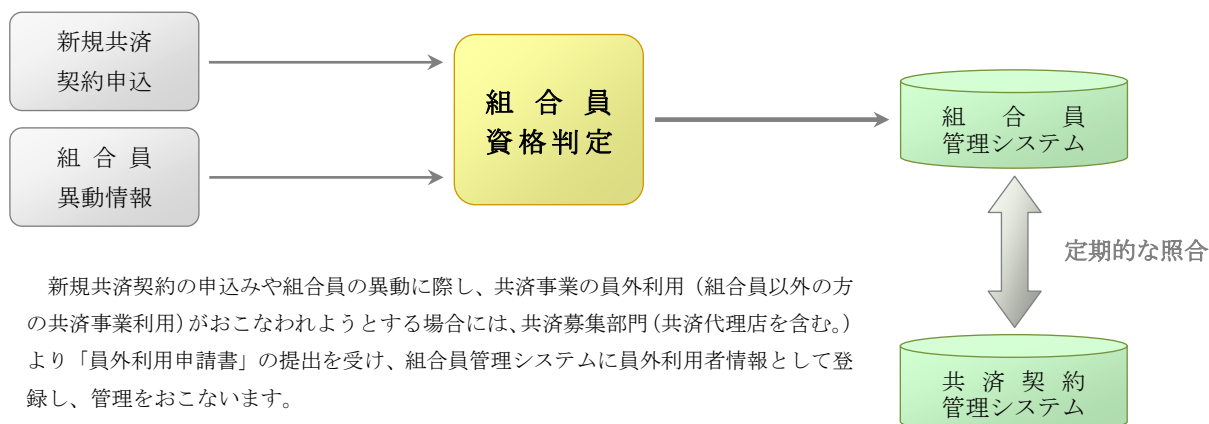 新規共済
契約申込
組合員
異動情報
組合員
資格判定
組合員
管理システム
定期的な照合
共済契約
管理システム
新規共済契約の申込みや組合員の異動に際し、共済事業の員外利用（組合員以外の方
の共済事業利用）がおこなわれようとする場合には、共済募集部門（共済代理店を含む。）
より「員外利用申請書」の提出を受け、組合員管理システムに員外利用者情報として登
録し、管理をおこないます。